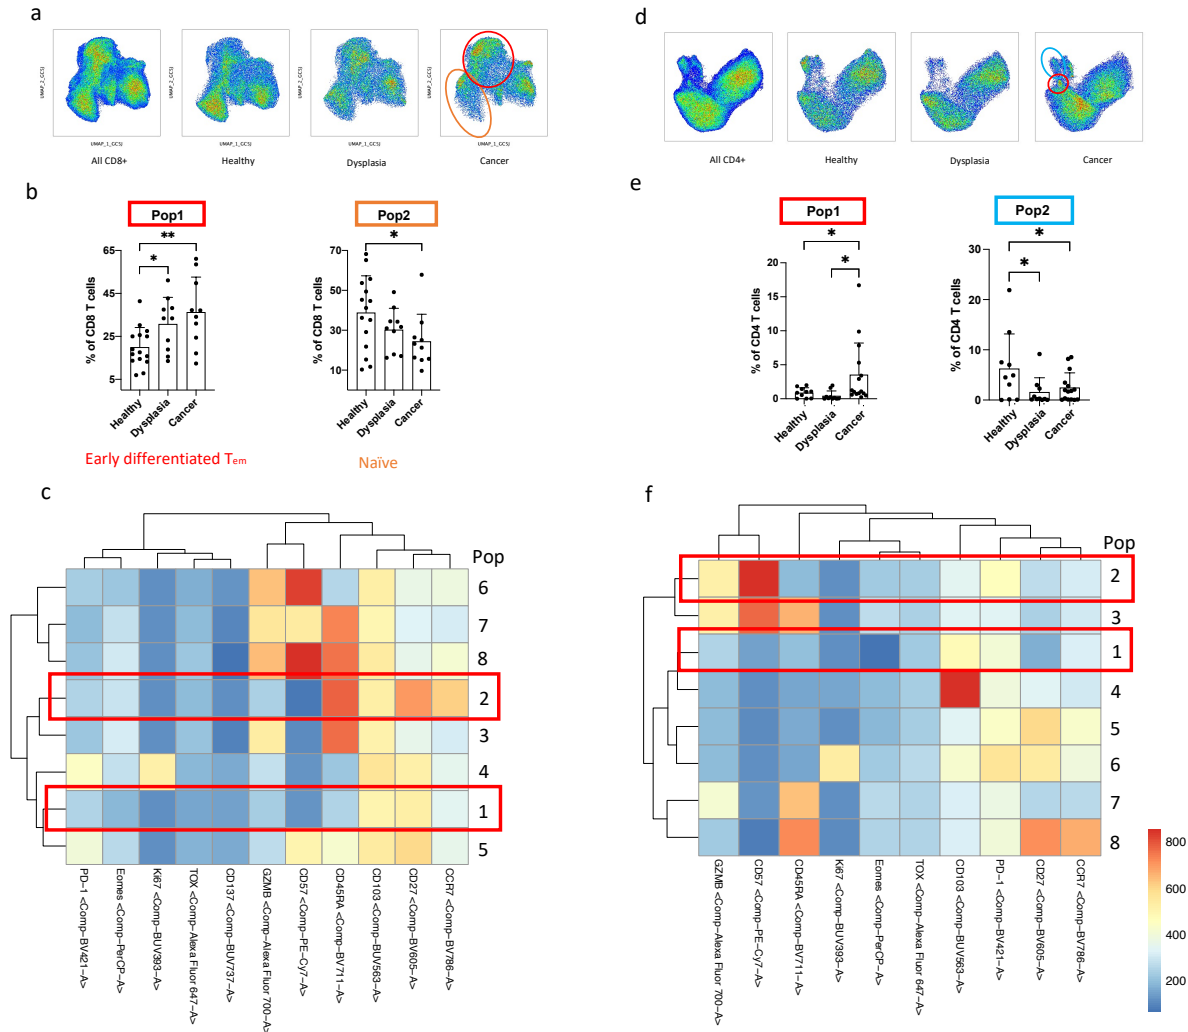 a
UMAP_2_GCSJ
UMAP_2_GCSJ
UMAP_2_GCSJ
UMAP_2_GCSJ
UMAP_1_GCSJ
UMAP_1_GCSJ
UMAP_1_GCSJ
UMAP_1_GCSJ
All CD8+
Healthy
Dysplasia
Cancer
b
Pop1
**
*
65
45
25
5
% of CD8 T cells
Healthy
Dysplasia
Cancer
Early differentiated Tem
Pop2
*
70
50
30
10
% of CD8 T cells
Healthy
Dysplasia
Cancer
Naïve
c
Pop
6
7
8
2
3
4
1
5
PD-1 <Comp-BV421-A>
Eomes <Comp-PerCP-A>
Ki67 <Comp-BUV393-A>
TOX <Comp-Alexa Fluor 647-A>
CD137 <Comp-BUV737-A>
GZMB <Comp-Alexa Fluor 700-A>
CD57 <Comp-PE-Cy7-A>
CD45RA <Comp-BV711-A>
CD103 <Comp-BUV563-A>
CD27 <Comp-BV605-A>
CCR7 <Comp-BV786-A>
d
All CD4+
Healthy
Dysplasia
Cancer
e
Pop1
*
*
20
15
10
5
0
% of CD4 T cells
Healthy
Dysplasia
Cancer
Pop2
*
*
30
20
10
0
% of CD4 T cells
Healthy
Dysplasia
Cancer
f
Pop
2
3
1
4
5
6
7
8
GZMB <Comp-Alexa Fluor 700-A>
CD57 <Comp-PE-Cy7-A>
CD45RA <Comp-BV711-A>
Ki67 <Comp-BUV393-A>
Eomes <Comp-PerCP-A>
TOX <Comp-Alexa Fluor 647-A>
CD103 <Comp-BUV563-A>
PD-1 <Comp-BV421-A>
CD27 <Comp-BV605-A>
CCR7 <Comp-BV786-A>
800
600
400
200